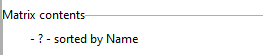 Matrix contents
- ? - sorted by Name